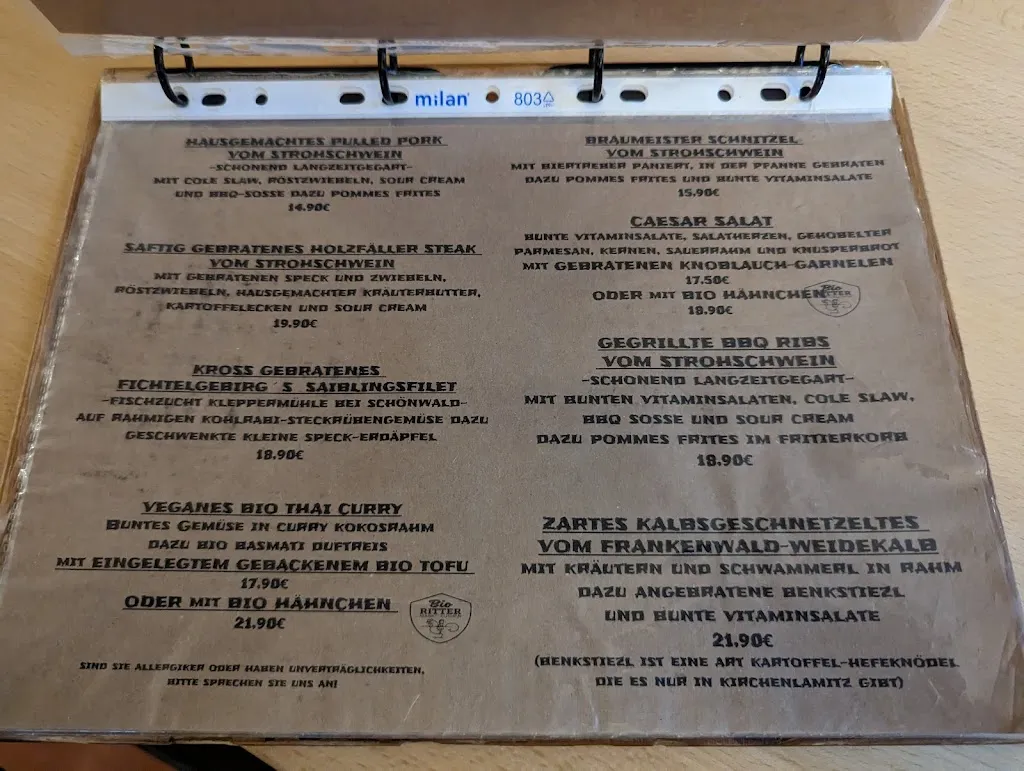 milan 803
HAUSGEMACHTES PULLED PORK
VOM STROHSCHWEIN
-SCHONEND LANGZEITGEGART-
MIT COLE SLAW, RÖSTZWIEBELN, SOUR CREAM
UND BBQ-SOSSE DAZU POMMES FRITES
14.90€
SAFTIG GEBRATENES HOLZFÄLLER STEAK
VOM STROHSCHWEIN
MIT GEBRATENEN SPECK UND ZWIEBELN,
RÖSTZWIEBELN, HAUSGEMACHTER KRÄUTERBUTTER,
KARTOFFELECKEN UND SOUR CREAM
19.90€
KROSS GEBRATENES
FICHTELGEBIRG´S SAIBLINGSFILET
-FISCHZUCHT KLEPPERMÜHLE BEI SCHÖNWALD-
AUF RAHMIGEN KOHLRABI-STECKRÜBENGEMÜSE DAZU
GESCHWENKTE KLEINE SPECK-ERDÄPFEL
18.90€
VEGANES BIO THAI CURRY
BUNTES GEMÜSE IN CURRY KOKOSRAHM
DAZU BIO BASMATI DUFTREIS
MIT EINGELEGTEM GEBACKENEM BIO TOFU
17.90€
ODER MIT BIO HÄHNCHEN
21.90€
Bio
RITTER
SIND SIE ALLERGIKER ODER HABEN UNVERTRÄGLICHKEITEN,
BITTE SPRECHEN SIE UNS AN!
BRAUMEISTER SCHNITZEL
VOM STROHSCHWEIN
MIT BIERTREBER PANIERT, IN DER PFANNE GEBRATEN
DAZU POMMES FRITES UND BUNTE VITAMINSALATE
15.90€
CAESAR SALAT
BUNTE VITAMINSALATE, SALATHERZEN, GEHOBELTER
PARMESAN, KERNEN, SAUERRAHM UND KNUSPERBROT
MIT GEBRATENEN KNOBLAUCH-GARNELEN
17.50€
ODER MIT BIO HÄHNCHEN
18.90€
Bio
RITTER
GEGRILLTE BBQ RIBS
VOM STROHSCHWEIN
-SCHONEND LANGZEITGEGART-
MIT BUNTEN VITAMINSALATEN, COLE SLAW,
BBQ SOSSE UND SOUR CREAM
DAZU POMMES FRITES IM FRITIERKORB
18.90€
ZARTES KALBSGESCHNETZELTES
VOM FRANKENWALD-WEIDEKALB
MIT KRÄUTERN UND SCHWAMMERL IN RAHM
DAZU ANGEBRATENE BENKSTIEZL
UND BUNTE VITAMINSALATE
21,90€
(BENKSTIEZL IST EINE ART KARTOFFEL-HEFEKNÖDEL
DIE ES NUR IN KIRCHENLAMITZ GIBT)